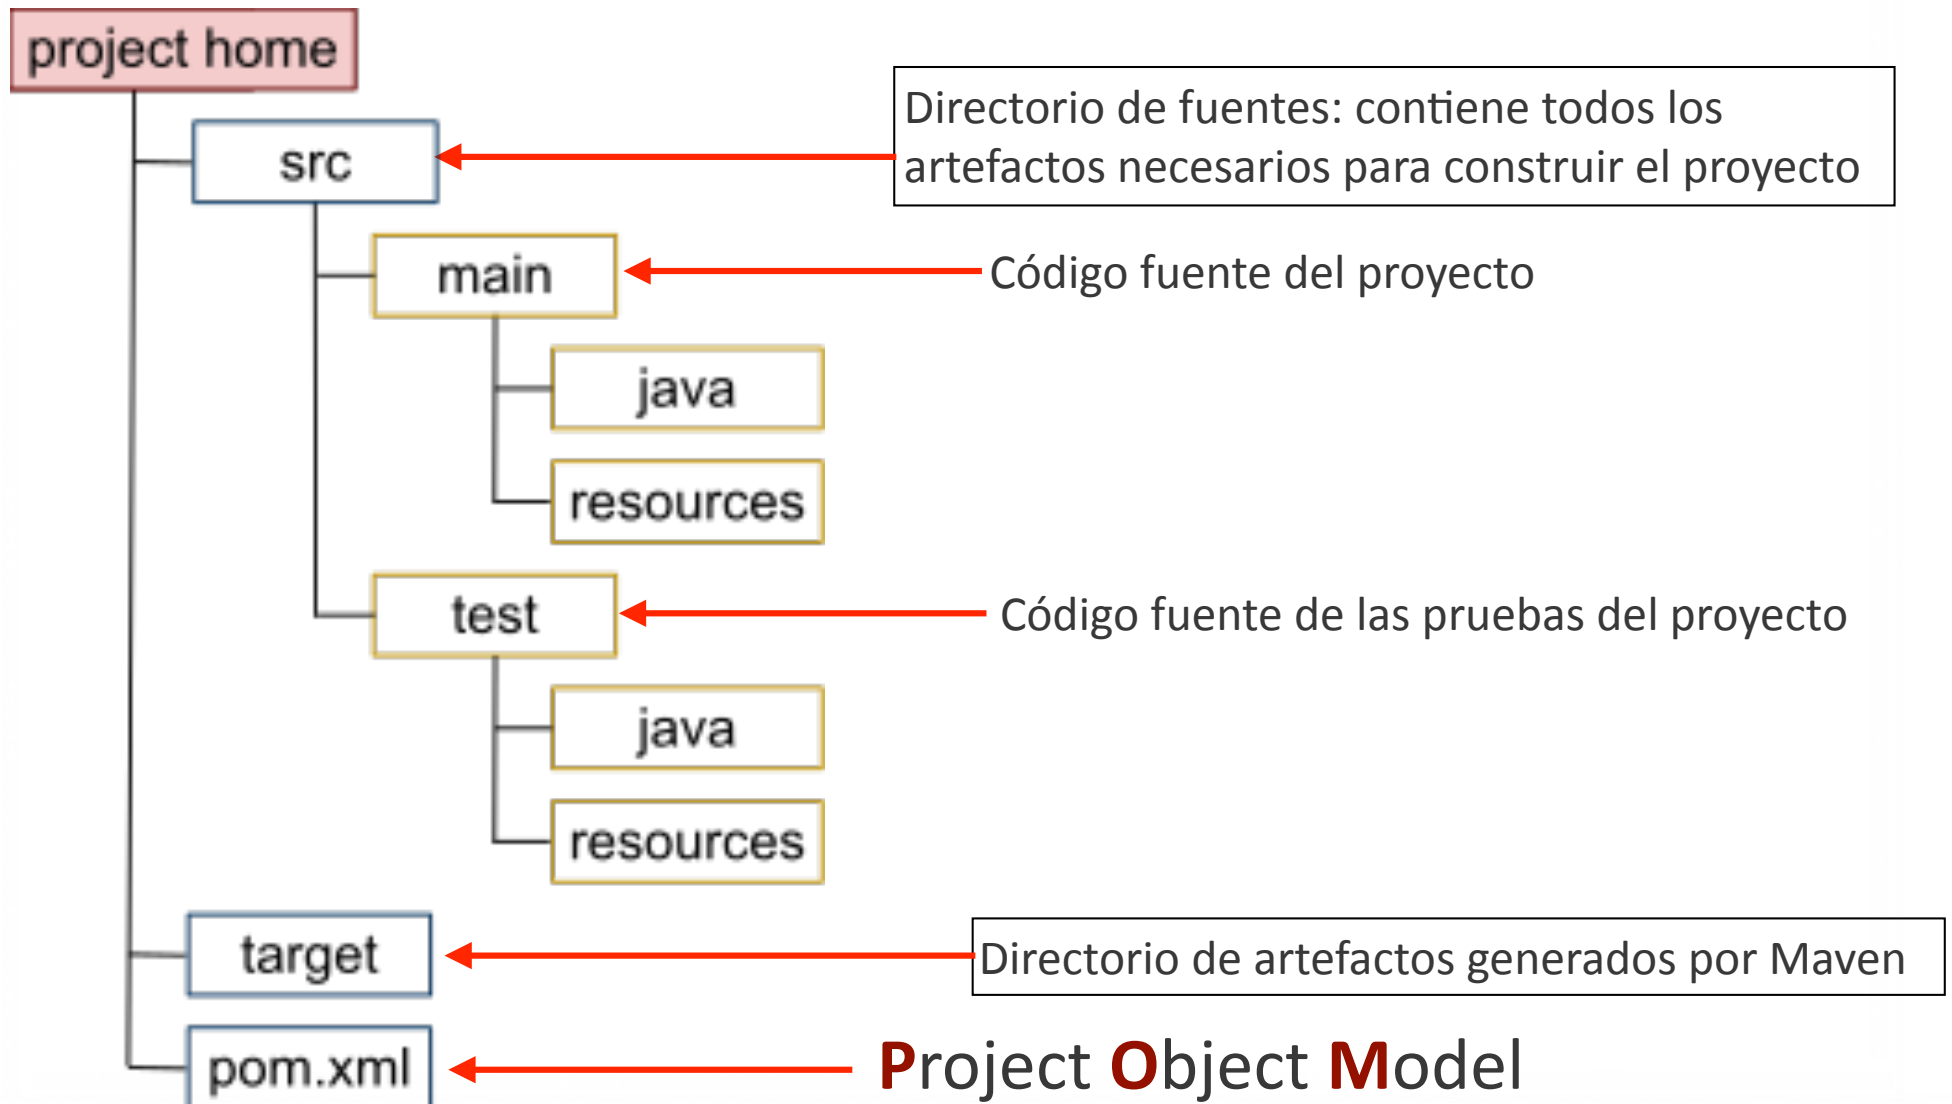 project home
src
Directorio de fuentes: contiene todos los
artefactos necesarios para construir el proyecto
main
Código fuente del proyecto
java
resources
test
Código fuente de las pruebas del proyecto
java
resources
target
Directorio de artefactos generados por Maven
pom.xml
Project Object Model